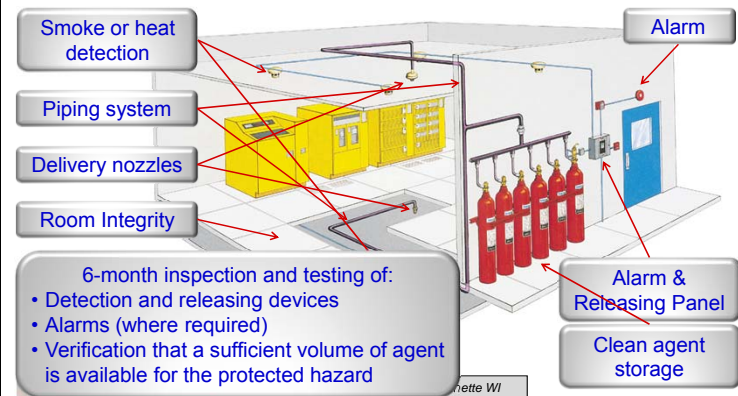 Smoke or heat
detection
Alarm
Piping system
Delivery nozzles
Room Integrity
6-month inspection and testing of:
• Detection and releasing devices
• Alarms (where required)
• Verification that a sufficient volume of agent
is available for the protected hazard
Alarm &
Releasing Panel
Clean agent
storage
WI